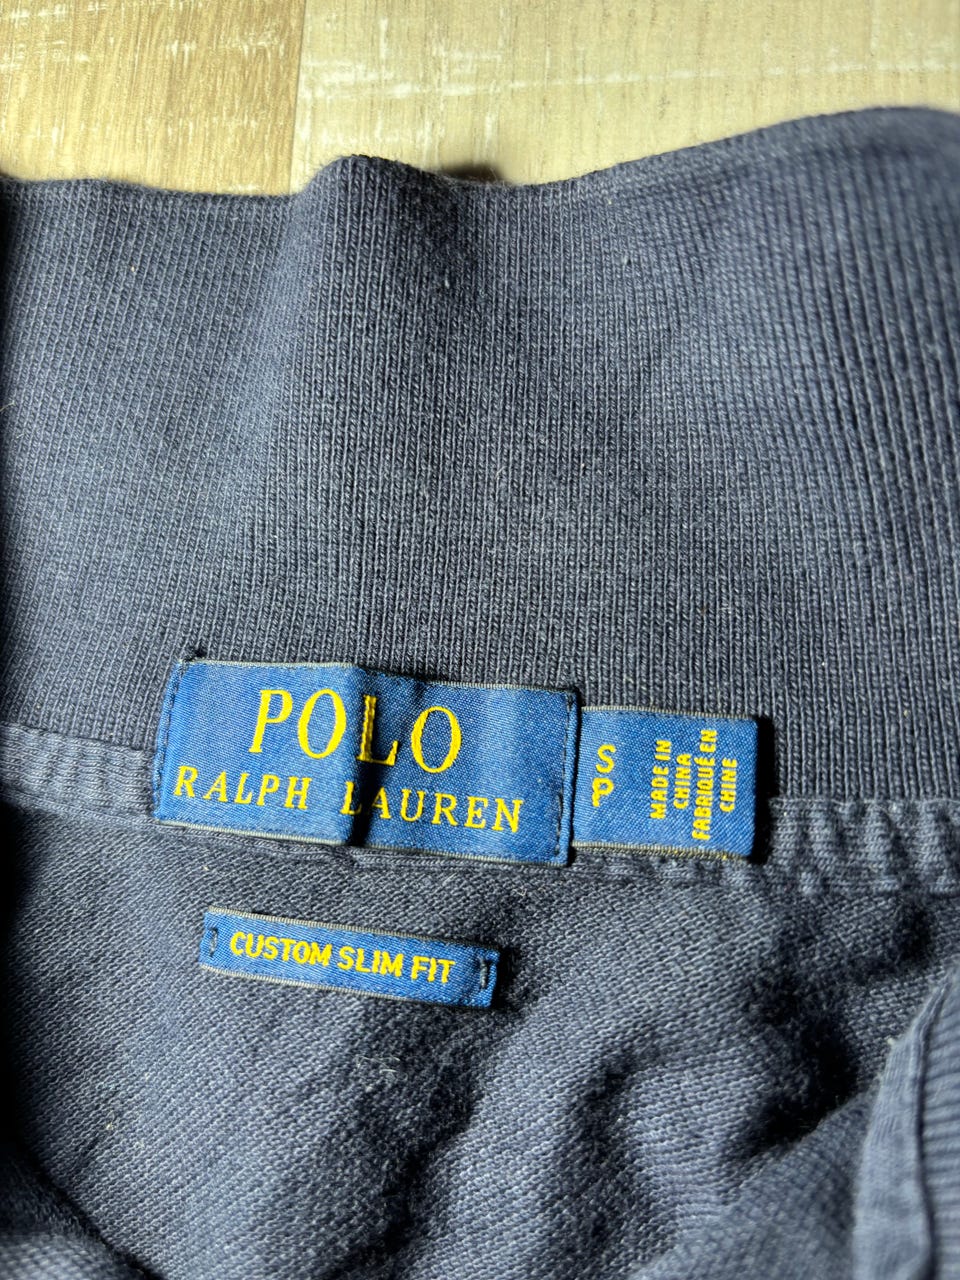 POLO
RALPH LAUREN
S
P
MADE IN
CHINA
FABRIQUÉ EN
CHINE
CUSTOM SLIM FIT